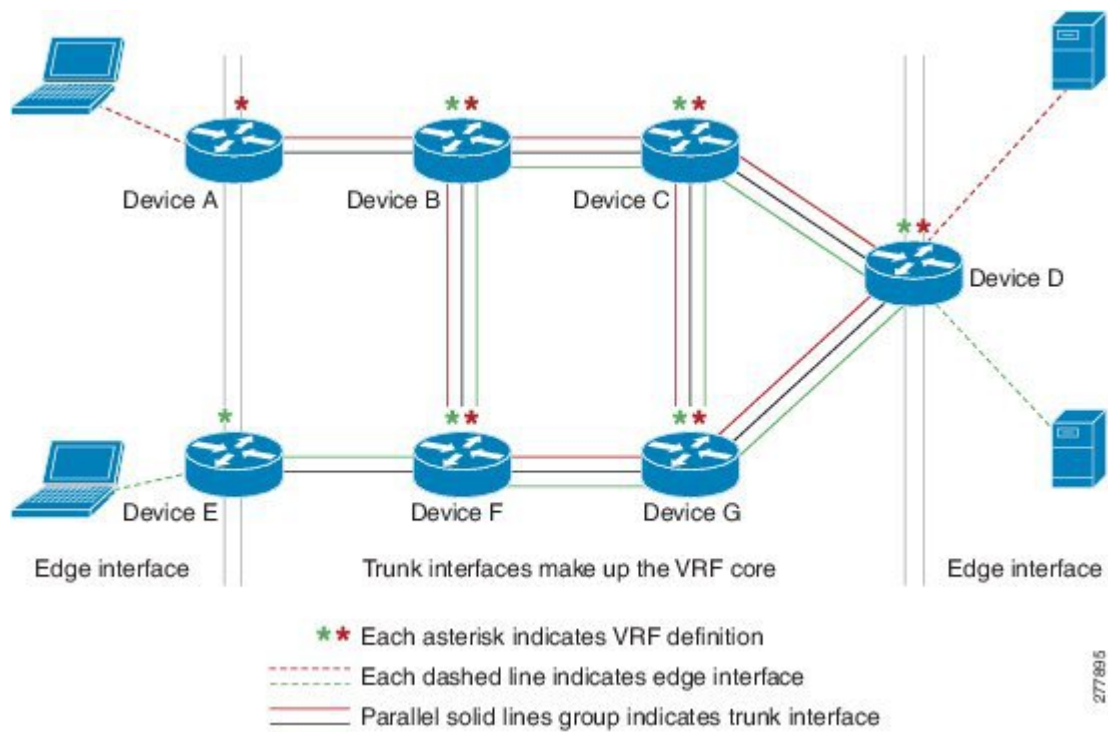 Device A
Device B
Device C
Device D
Device E
Device F
Device G
Edge interface
Trunk interfaces make up the VRF core
Edge interface
** Each asterisk indicates VRF definition
Each dashed line indicates edge interface
Parallel solid lines group indicates trunk interface
277895